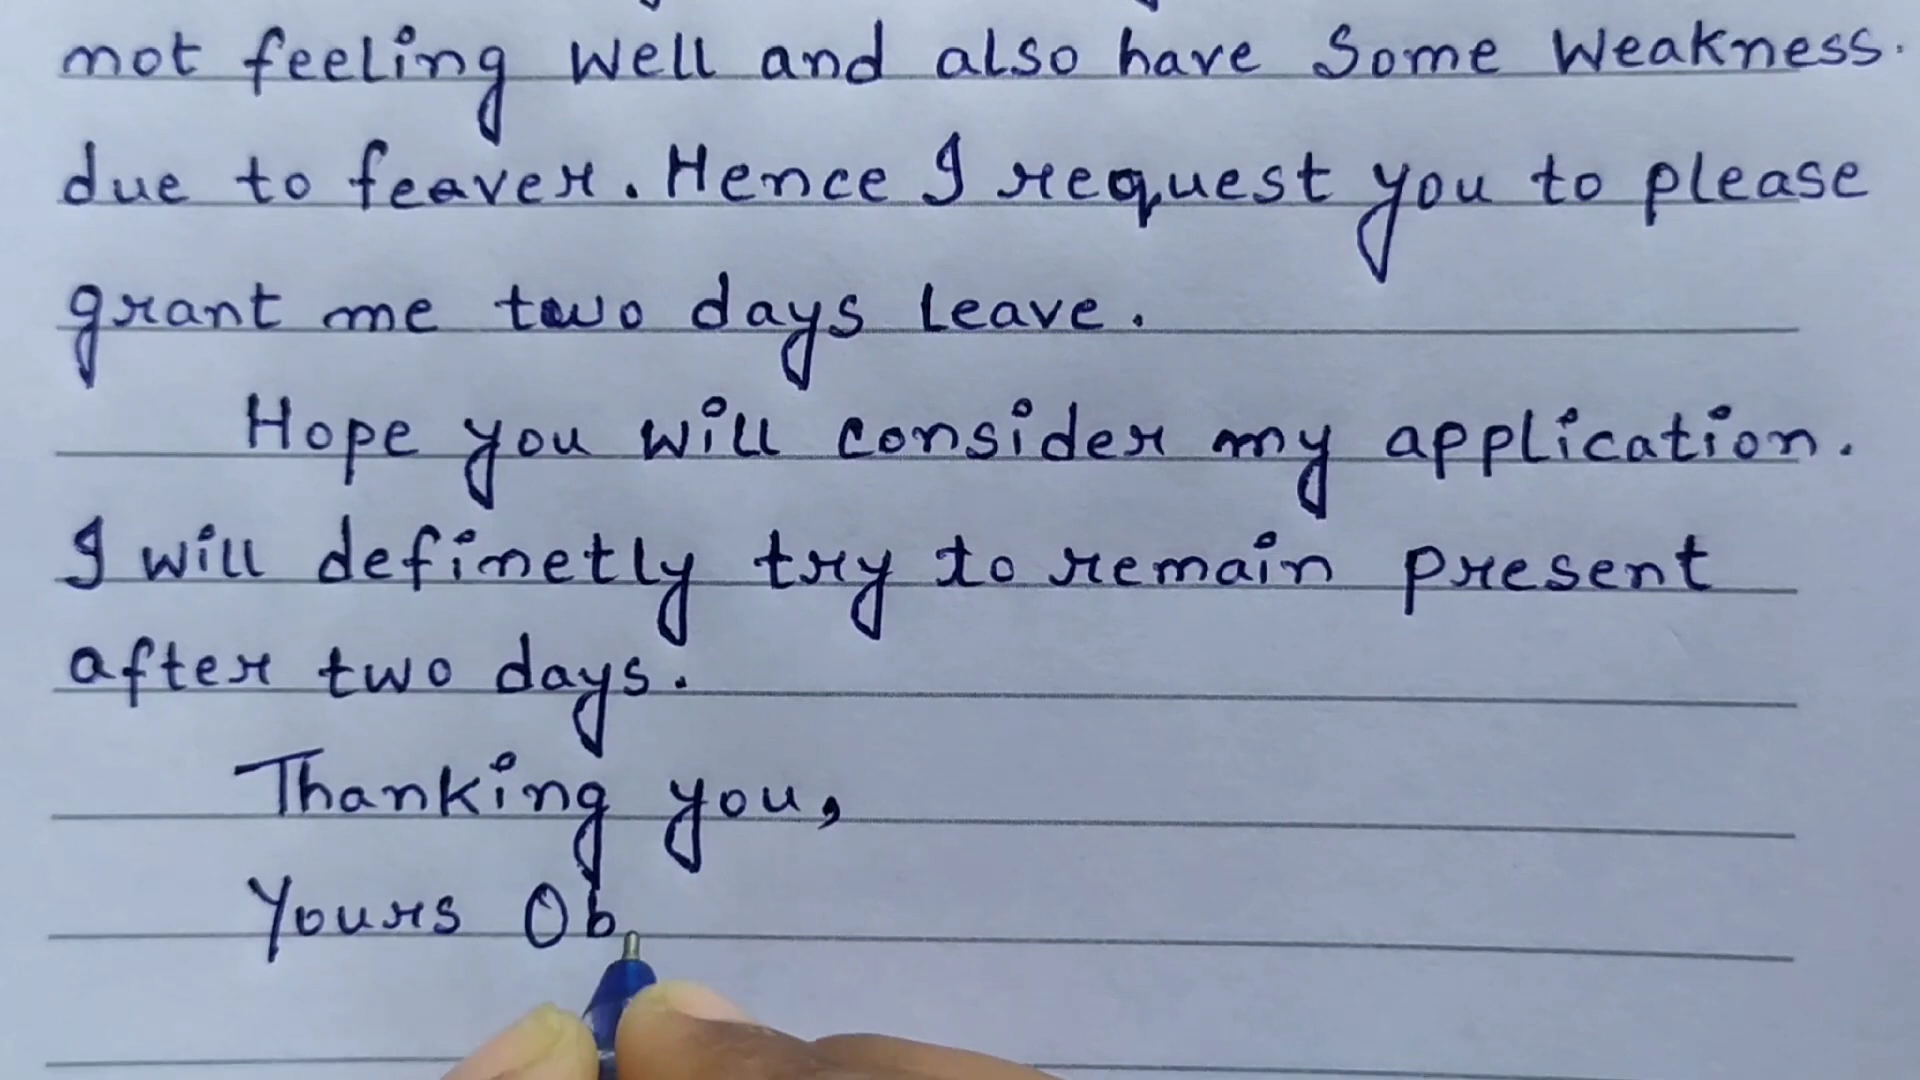 not feeling well and also have Some Weakness.
due to feaver. Hence I request you to please
grant me two days leave.
Hope you will consider my application.
I will definetly try to remain present
after two days.
Thanking you,
Yours Ob